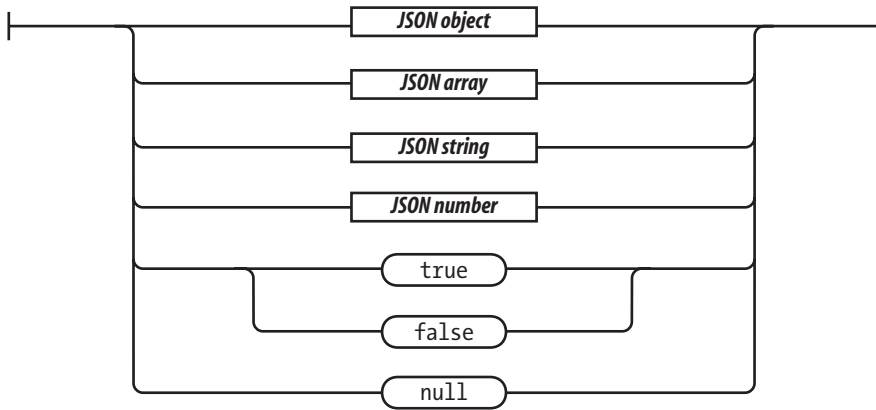 JSON object
JSON array
JSON string
JSON number
true
false
null